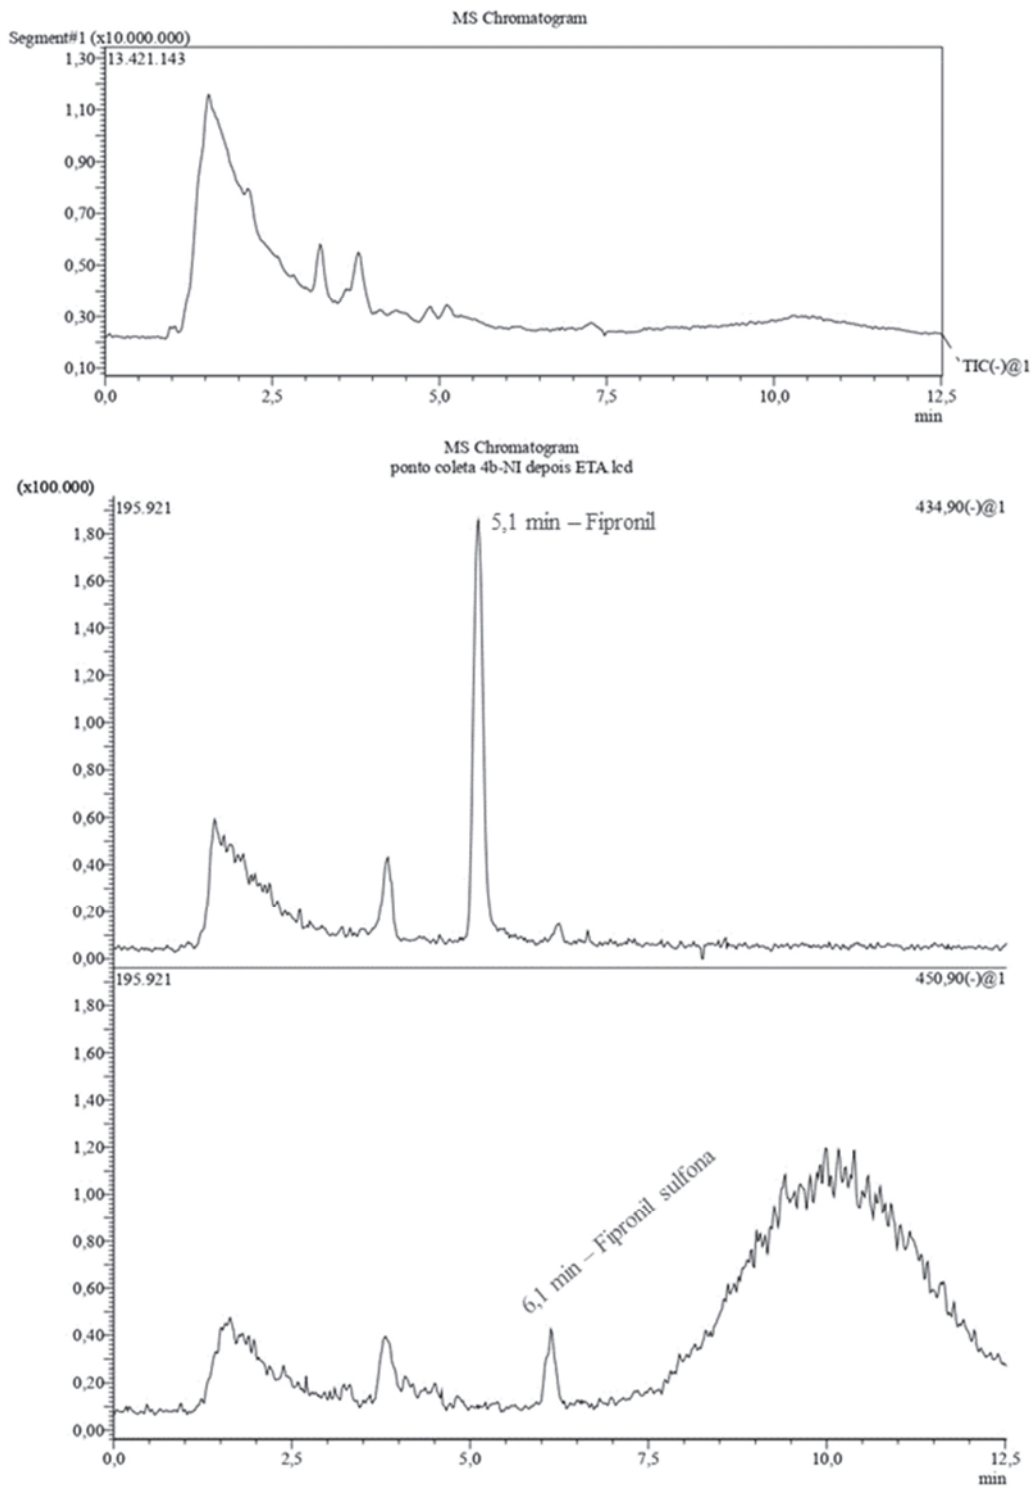 MS Chromatogram
Segment#1 (x10.000.000)
13.421.143
1,30
1,10
0,90
0,70
0,50
0,30
0,10
TIC(-)@1
0,0 2,5 5,0 7,5 10,0 12,5
min
MS Chromatogram
ponto coleta 4b-NI depois ETA.lcd
(x100.000)
195.921 434,90(-)@1
5,1 min – Fipronil
1,80
1,60
1,40
1,20
1,00
0,80
0,60
0,40
0,20
0,00
195.921 450,90(-)@1
1,80
1,60
1,40
1,20
1,00
0,80
0,60
0,40
0,20
0,00
6,1 min – Fipronil sulfona
0,0 2,5 5,0 7,5 10,0 12,5
min